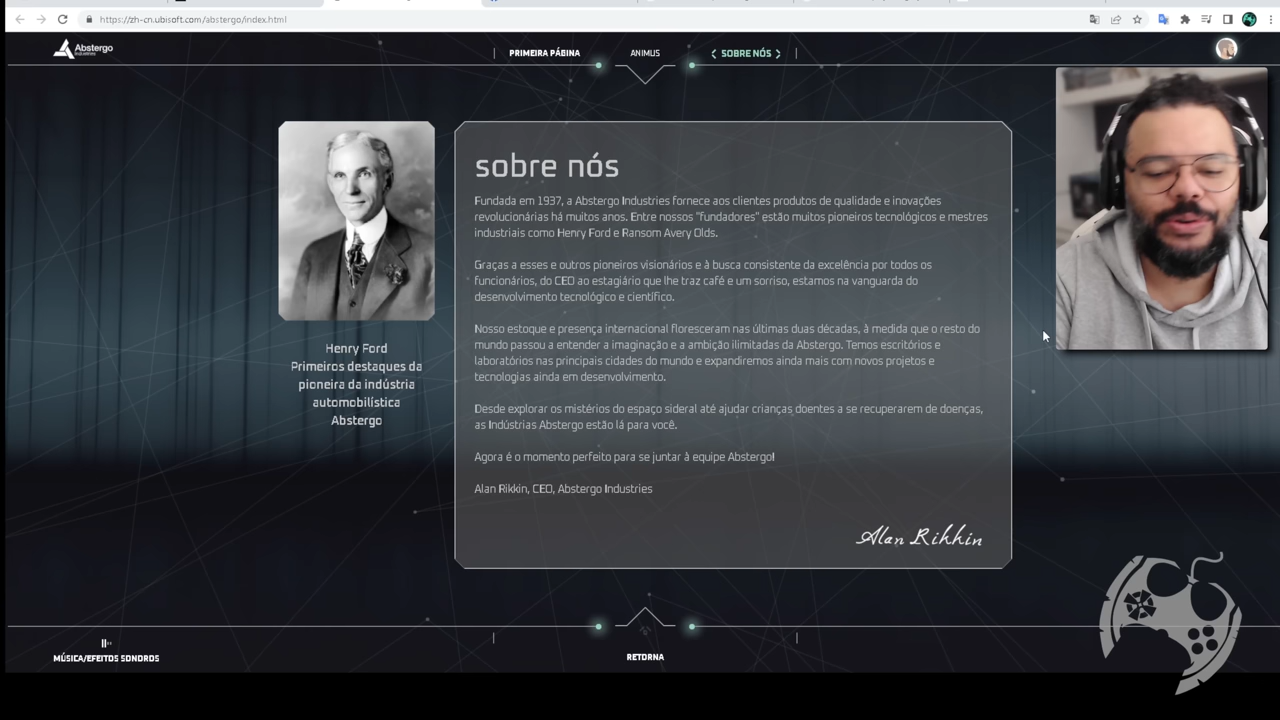 https://zh-cn.ubisoft.com/abstergo/index.html
Abstergo
Industries
PRIMEIRA PÁGINA
ANIMUS
SOBRE NÓS
sobre nós
Fundada em 1937, a Abstergo Industries fornece aos clientes produtos de qualidade e inovações
revolucionárias há muitos anos. Entre nossos "fundadores" estão muitos pioneiros tecnológicos e mestres
industriais como Henry Ford e Ransom Avery Olds.
Graças a esses e outros pioneiros visionários e à busca consistente da excelência por todos os
funcionários, do CEO ao estagiário que lhe traz café e um sorriso, estamos na vanguarda do
desenvolvimento tecnológico e científico.
Nosso estoque e presença internacional floresceram nas últimas duas décadas, à medida que o resto do
mundo passou a entender a imaginação e a ambição ilimitadas da Abstergo. Temos escritórios e
laboratórios nas principais cidades do mundo e expandiremos ainda mais com novos projetos e
tecnologias ainda em desenvolvimento.
Desde explorar os mistérios do espaço sideral até ajudar crianças doentes a se recuperarem de doenças,
as Indústrias Abstergo estão lá para você.
Agora é o momento perfeito para se juntar à equipe Abstergo!
Alan Rikkin, CEO, Abstergo Industries
Alan Rikkin
Henry Ford
Primeiros destaques da
pioneira da indústria
automobilística
Abstergo
MÚSICA/EFEITOS SONOROS
RETORNA